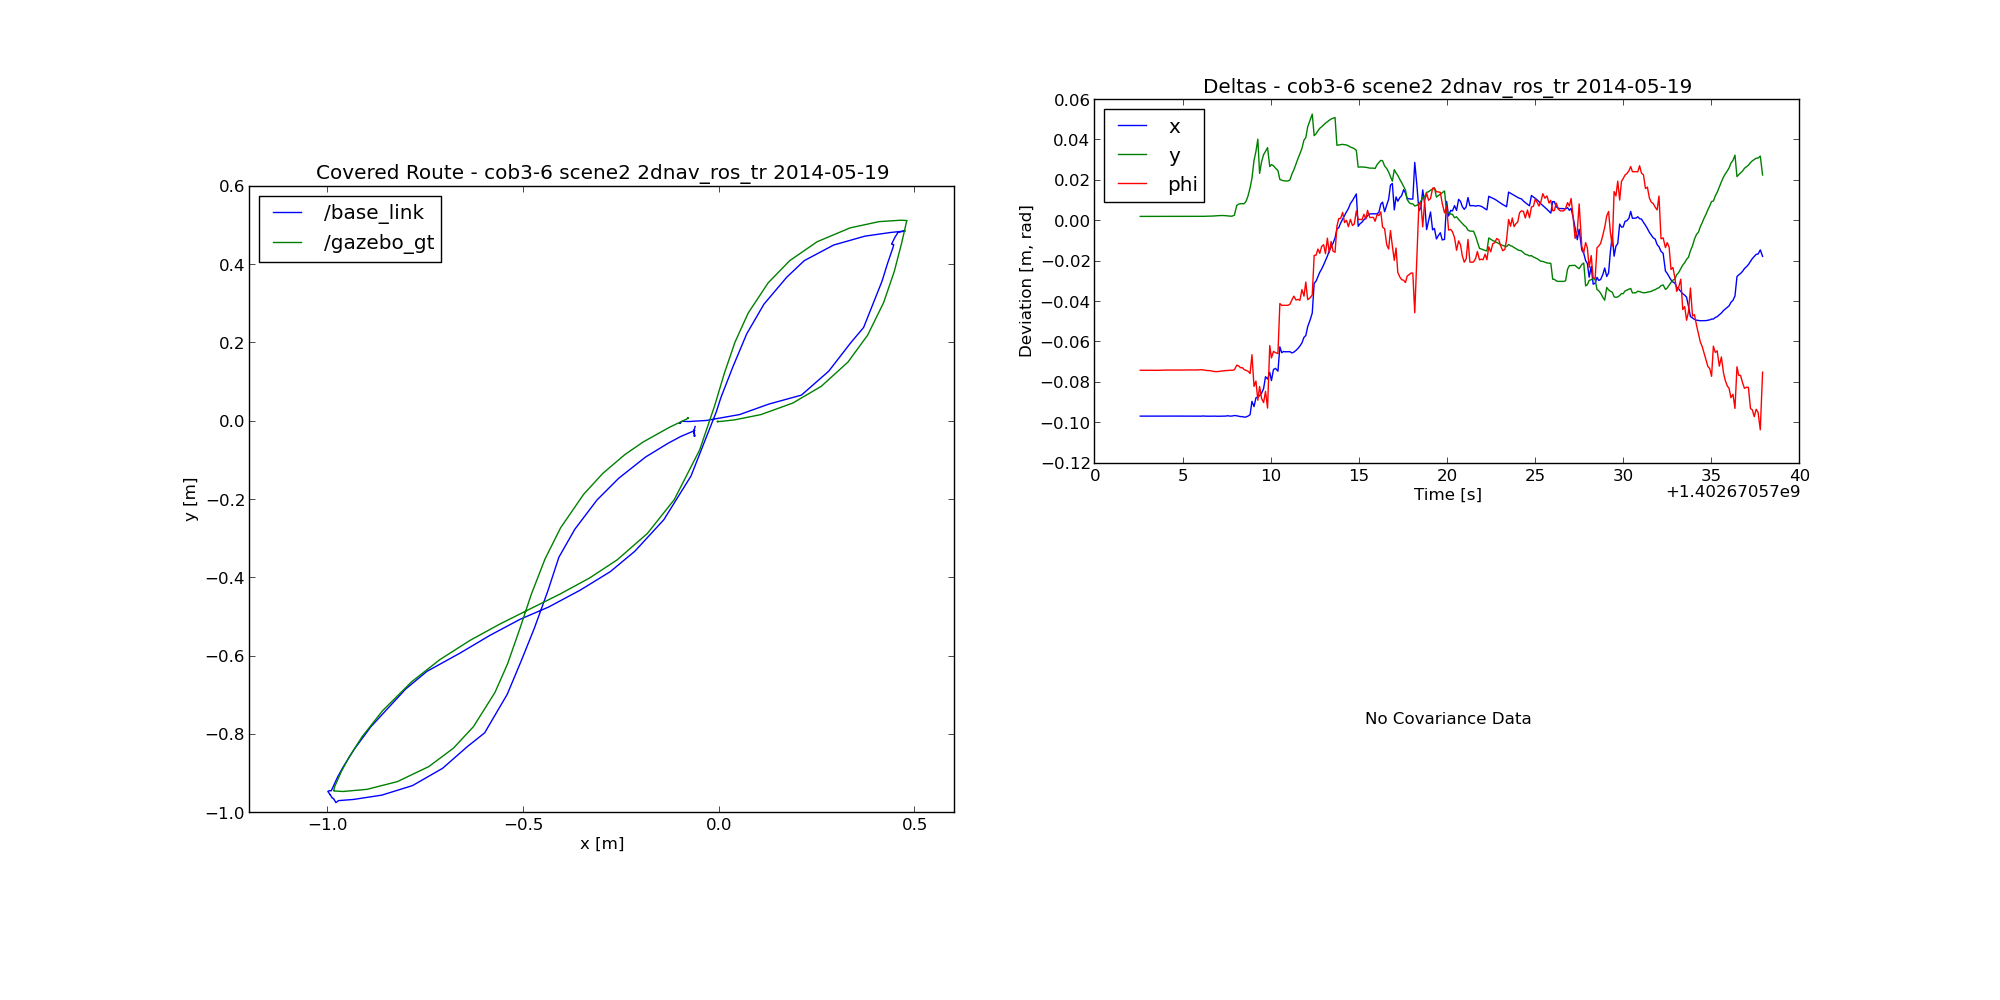 Covered Route - cob3-6 scene2 2dnav_ros_tr 2014-05-19
/base_link
/gazebo_gt
0.6
0.4
0.2
0.0
−0.2
−0.4
−0.6
−0.8
−1.0
y [m]
−1.0 −0.5 0.0 0.5
x [m]
Deltas - cob3-6 scene2 2dnav_ros_tr 2014-05-19
x
y
phi
0.06
0.04
0.02
0.00
−0.02
−0.04
−0.06
−0.08
−0.10
−0.12
Deviation [m, rad]
0 5 10 15 20 25 30 35 40
Time [s]
+1.40267057e9
No Covariance Data